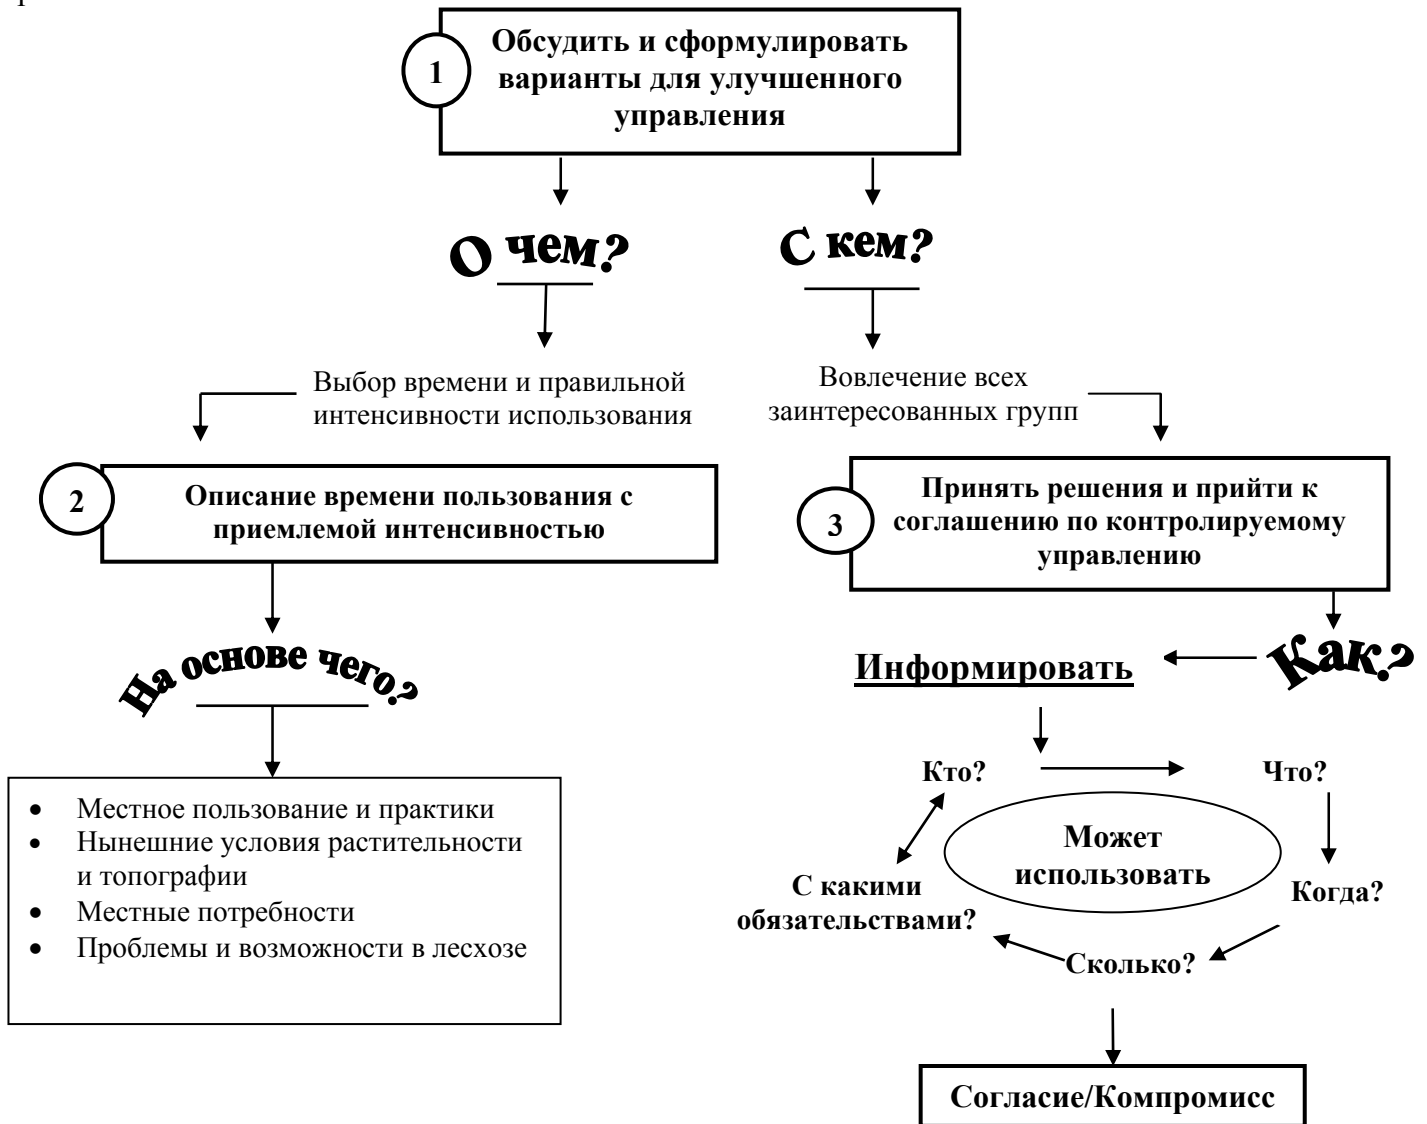 1
Обсудить и сформулировать
варианты для улучшенного
управления
О чем?
С кем?
Выбор времени и правильной
интенсивности использования
Вовлечение всех
заинтересованных групп
2
Описание времени пользования с
приемлемой интенсивностью
3
Принять решения и прийти к
соглашению по контролируемому
управлению
На основе чего?
Как?
Информировать
• Местное пользование и практики
• Нынешние условия растительности
и топографии
• Местные потребности
• Проблемы и возможности в лесхозе
Кто?
Что?
Может
использовать
С какими
обязательствами?
Когда?
Сколько?
Согласие/Компромисс